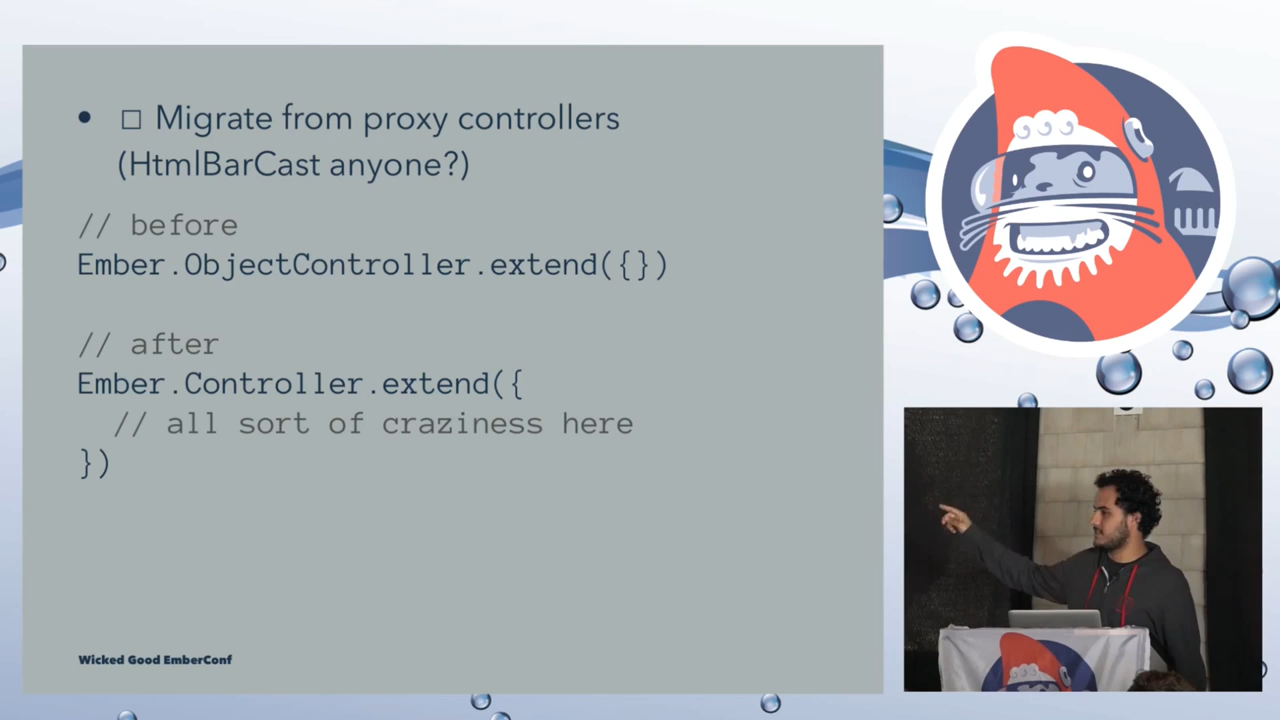 • □ Migrate from proxy controllers
(HtmlBarCast anyone?)
// before
Ember.ObjectController.extend({})
// after
Ember.Controller.extend({
// all sort of craziness here
})
Wicked Good EmberConf